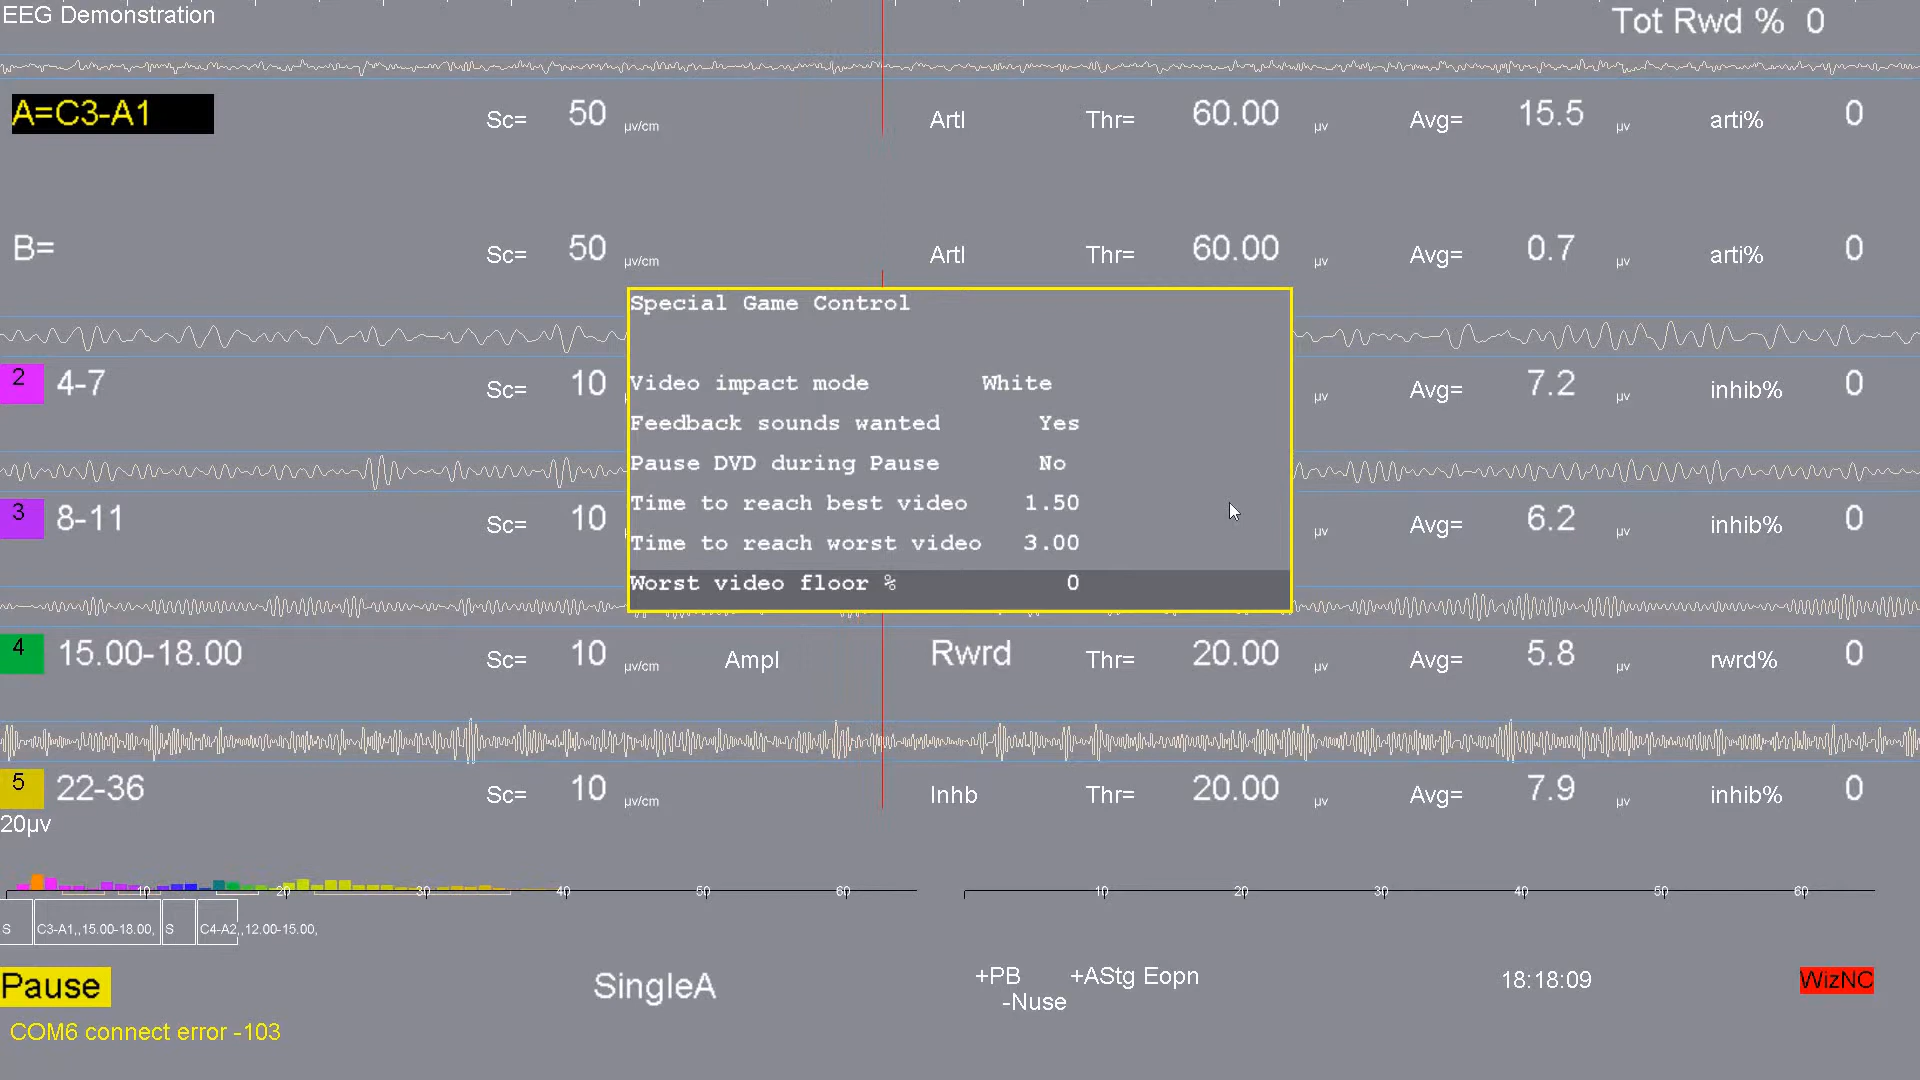 EEG Demonstration
Tot Rwd % 0
A=C3-A1 Sc= 50 µv/cm Artl Thr= 60.00 µv Avg= 15.5 µv arti% 0
B= Sc= 50 µv/cm Artl Thr= 60.00 µv Avg= 0.7 µv arti% 0
Special Game Control
2 4-7 Sc= 10 Video impact mode White µv Avg= 7.2 µv inhib% 0
Feedback sounds wanted Yes
Pause DVD during Pause No
3 8-11 Sc= 10 Time to reach best video 1.50 µv Avg= 6.2 µv inhib% 0
Time to reach worst video 3.00
Worst video floor % 0
4 15.00-18.00 Sc= 10 µv/cm Ampl Rwrd Thr= 20.00 µv Avg= 5.8 µv rwrd% 0
5 22-36 Sc= 10 µv/cm Inhb Thr= 20.00 µv Avg= 7.9 µv inhib% 0
20µv
10 20 30 40 50 60 10 20 30 40 50 60
S C3-A1,,15.00-18.00, S C4-A2,,12.00-15.00,
Pause SingleA +PB +AStg Eopn 18:18:09 WizNC
-Nuse
COM6 connect error -103